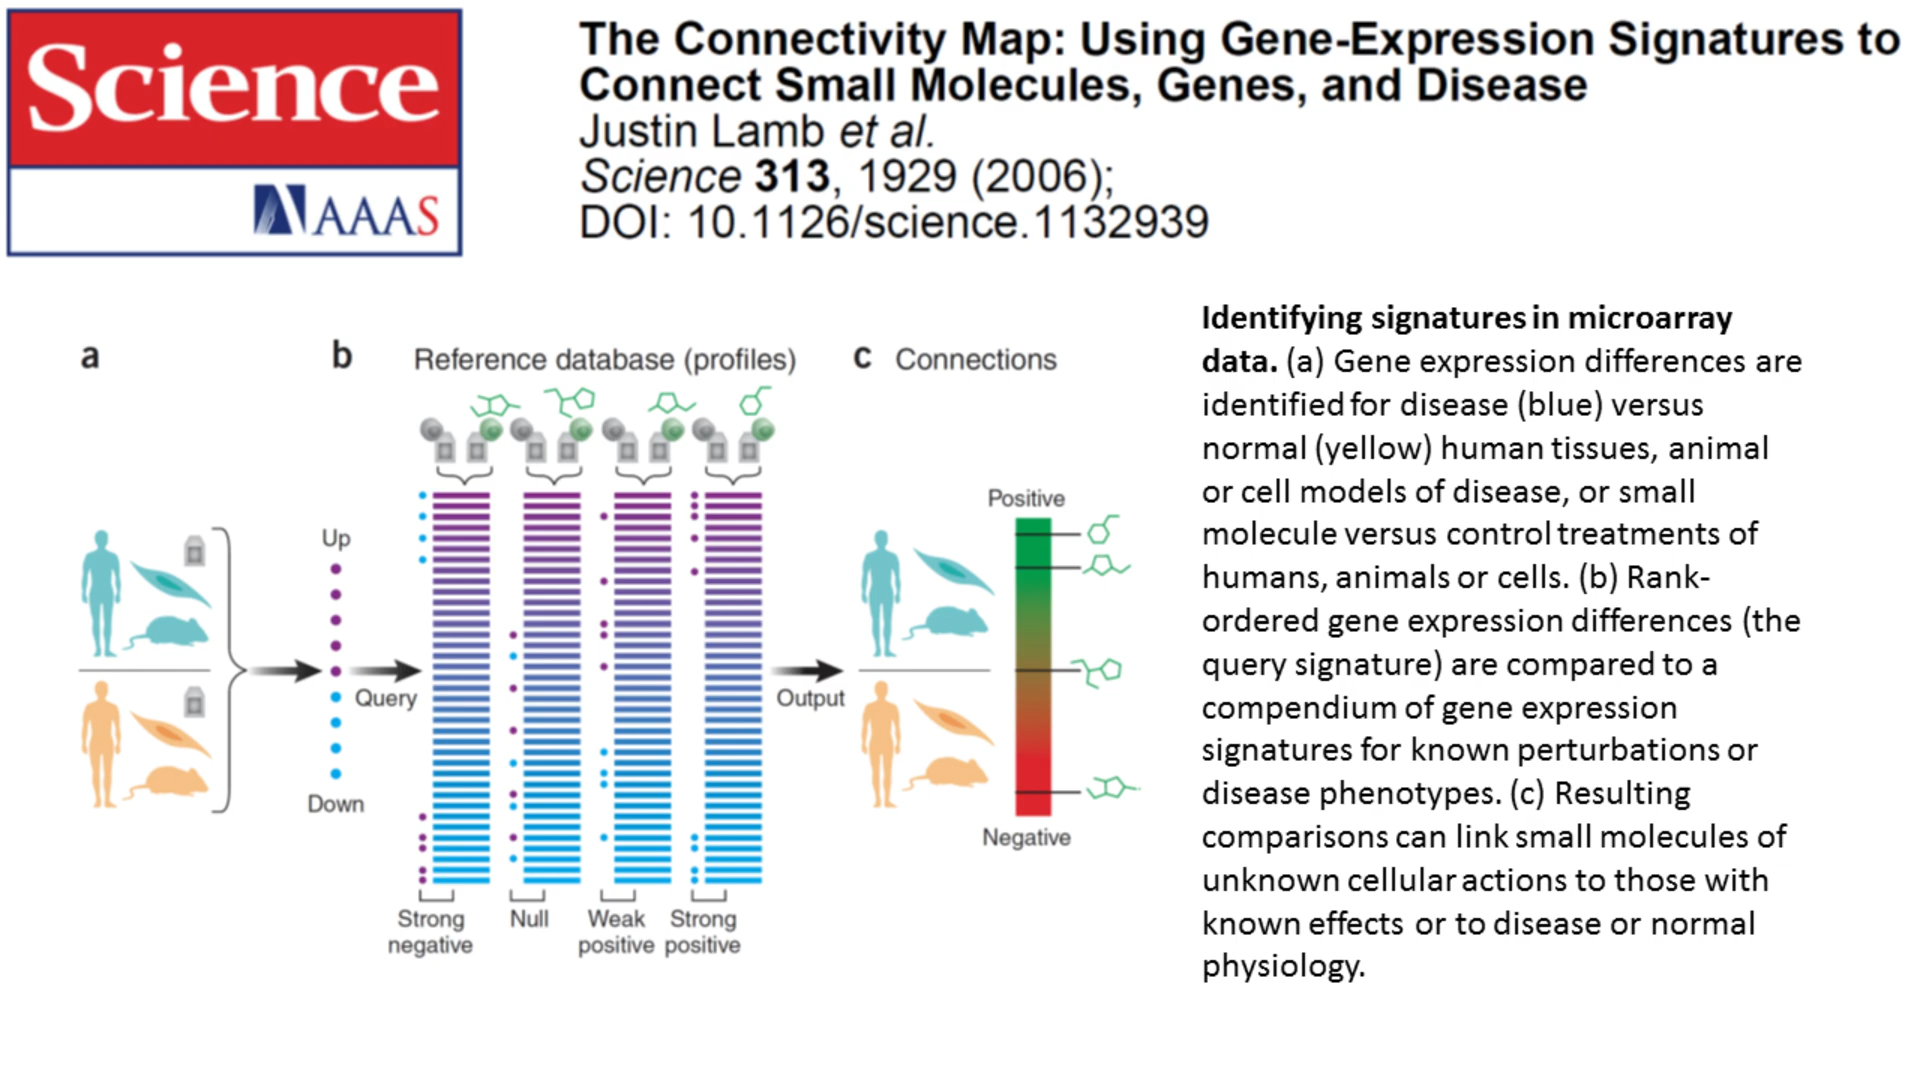 Science
AAAS
The Connectivity Map: Using Gene-Expression Signatures to
Connect Small Molecules, Genes, and Disease
Justin Lamb et al.
Science 313, 1929 (2006);
DOI: 10.1126/science.1132939
a
b
Reference database (profiles)
c Connections
Up
Down
Query
Strong
negative
Null
Weak
positive
Strong
positive
Output
Positive
Negative
Identifying signatures in microarray
data. (a) Gene expression differences are
identified for disease (blue) versus
normal (yellow) human tissues, animal
or cell models of disease, or small
molecule versus control treatments of
humans, animals or cells. (b) Rank-
ordered gene expression differences (the
query signature) are compared to a
compendium of gene expression
signatures for known perturbations or
disease phenotypes. (c) Resulting
comparisons can link small molecules of
unknown cellular actions to those with
known effects or to disease or normal
physiology.